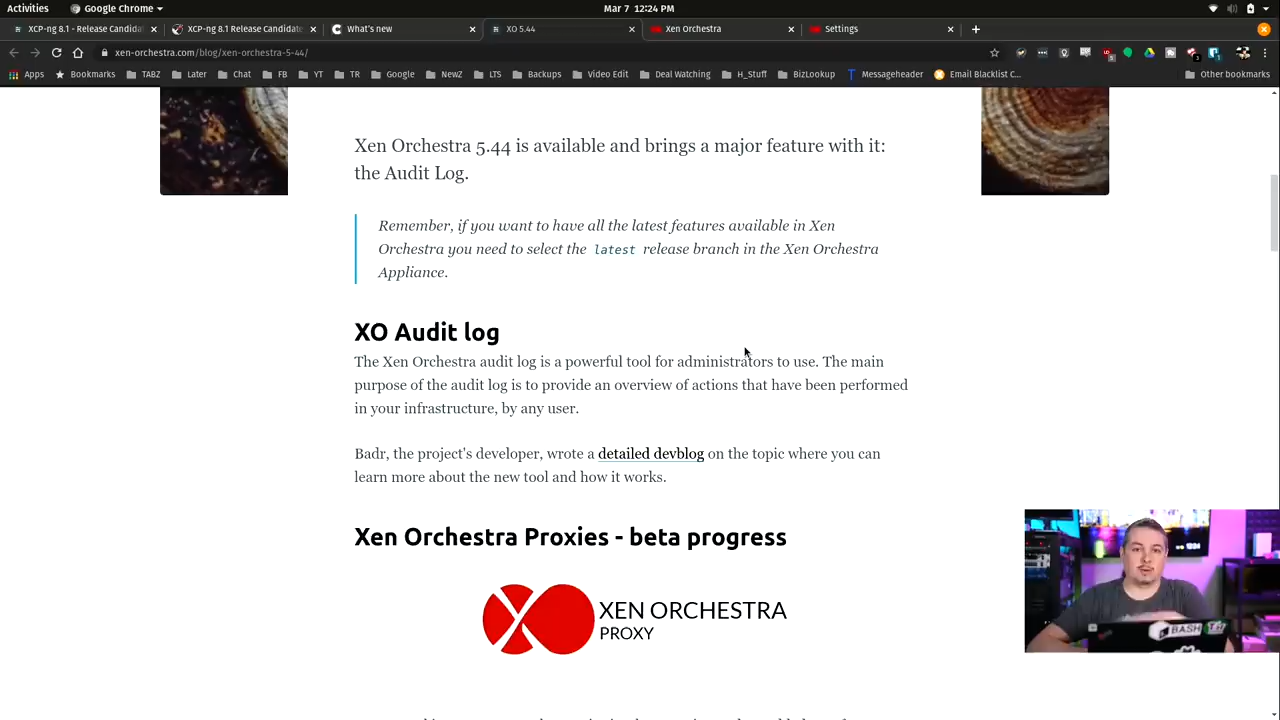 Activities
Google Chrome
Mar 7 12:24 PM
XCP-ng 8.1 - Release Candida
XCP-ng 8.1 Release Candidate
What's new
XO 5.44
Xen Orchestra
Settings
xen-orchestra.com/blog/xen-orchestra-5-44/
Apps
Bookmarks
TABZ
Later
Chat
FB
YT
TR
Google
NewZ
LTS
Backups
Video Edit
Deal Watching
H_Stuff
BizLookup
Messageheader
Email Blacklist C...
Other bookmarks
Xen Orchestra 5.44 is available and brings a major feature with it:
the Audit Log.
Remember, if you want to have all the latest features available in Xen
Orchestra you need to select the latest release branch in the Xen Orchestra
Appliance.
XO Audit log
The Xen Orchestra audit log is a powerful tool for administrators to use. The main
purpose of the audit log is to provide an overview of actions that have been performed
in your infrastructure, by any user.
Badr, the project's developer, wrote a detailed devblog on the topic where you can
learn more about the new tool and how it works.
Xen Orchestra Proxies - beta progress
XEN ORCHESTRA
PROXY
BASH